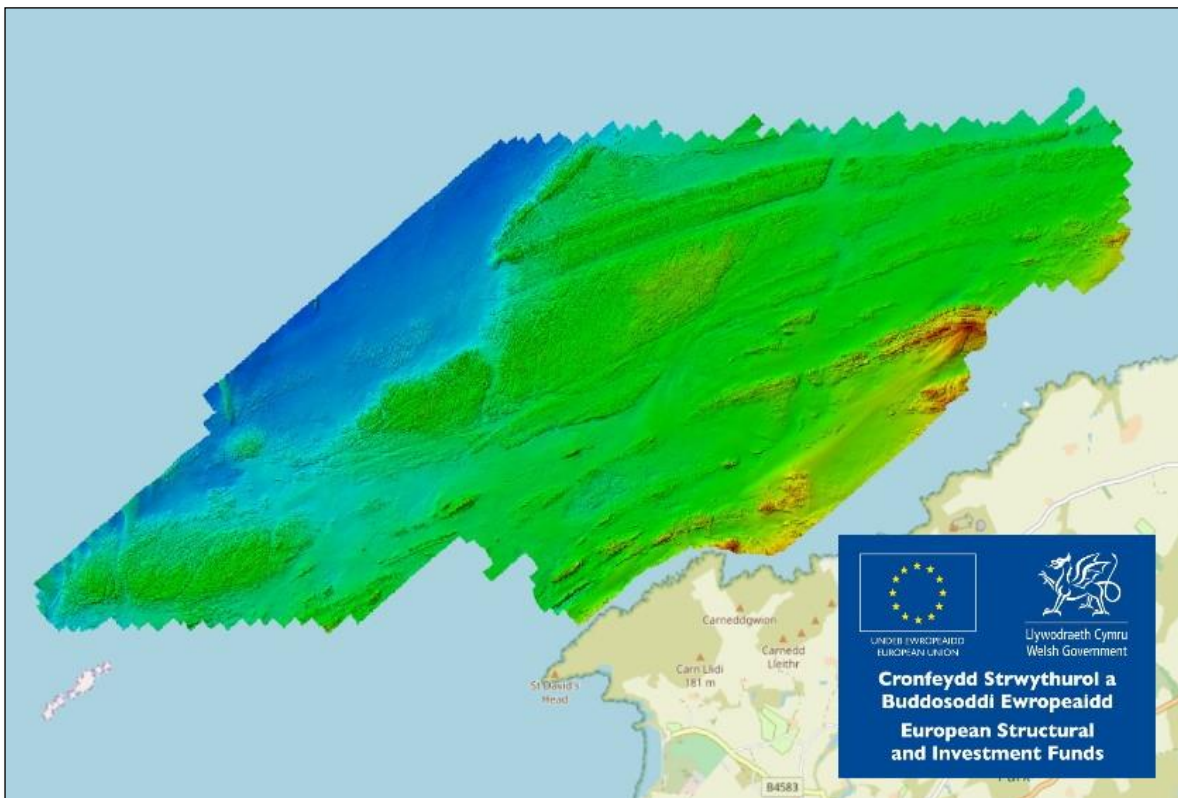 Carneddgwion
Carnedd
Lleithr
Carn Llidi
181 m
St David's
Head
B4583
UNDEB EWROPEAIDD
EUROPEAN UNION
Llywodraeth Cymru
Welsh Government
Cronfeydd Strwythurol a
Buddsoddi Ewropeaidd
European Structural
and Investment Funds